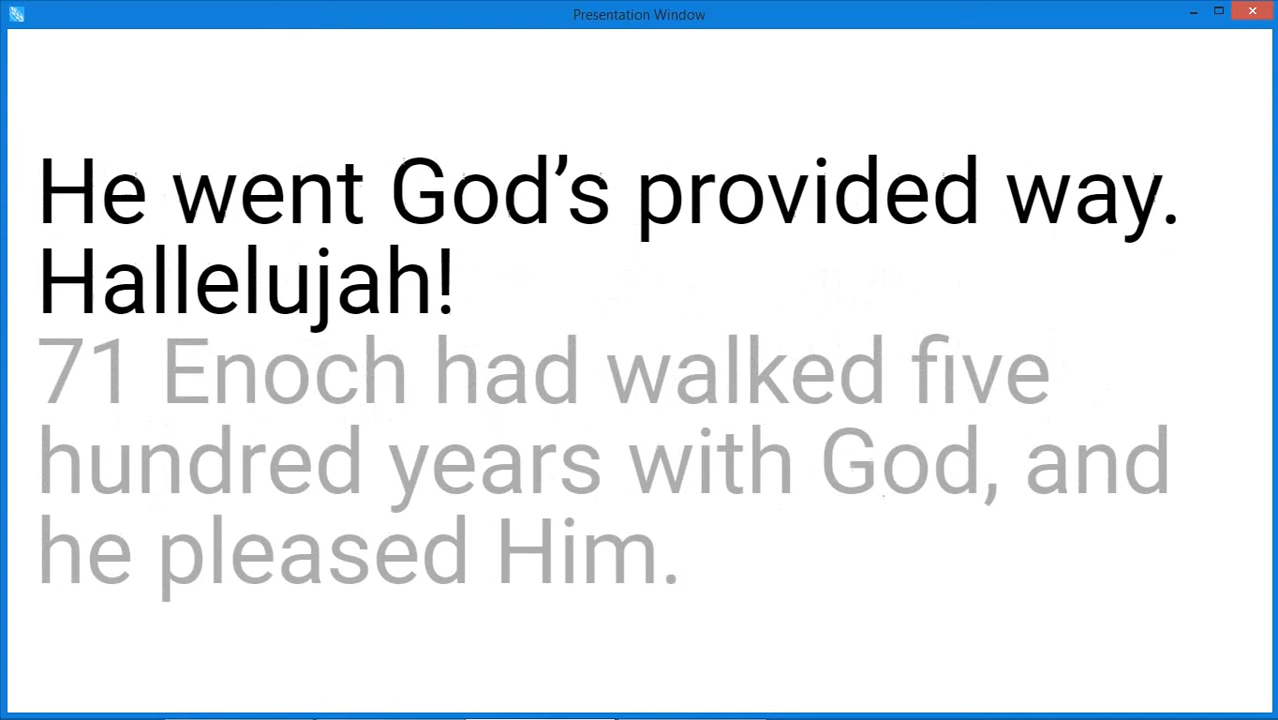 Presentation Window
He went God’s provided way.
Hallelujah!
71 Enoch had walked five
hundred years with God, and
he pleased Him.